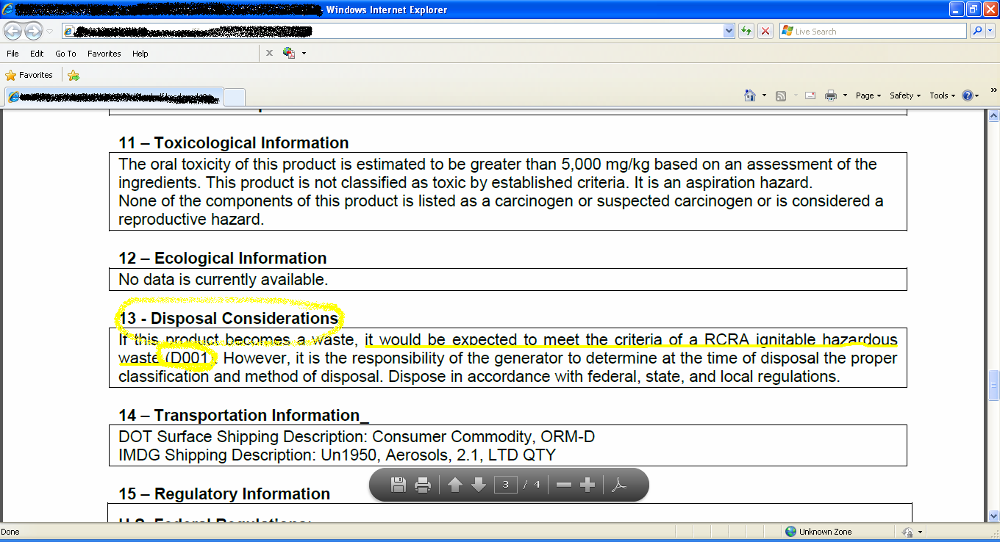 Windows Internet Explorer
Live Search
File Edit Go To Favorites Help
x
Favorites
Page Safety Tools »
11 – Toxicological Information
The oral toxicity of this product is estimated to be greater than 5,000 mg/kg based on an assessment of the
ingredients. This product is not classified as toxic by established criteria. It is an aspiration hazard.
None of the components of this product is listed as a carcinogen or suspected carcinogen or is considered a
reproductive hazard.
12 – Ecological Information
No data is currently available.
13 - Disposal Considerations
If this product becomes a waste, it would be expected to meet the criteria of a RCRA ignitable hazardous
waste (D001). However, it is the responsibility of the generator to determine at the time of disposal the proper
classification and method of disposal. Dispose in accordance with federal, state, and local regulations.
14 – Transportation Information_
DOT Surface Shipping Description: Consumer Commodity, ORM-D
IMDG Shipping Description: Un1950, Aerosols, 2.1, LTD QTY
3 / 4
15 – Regulatory Information
U.S. Federal Regulations:
Done
Unknown Zone